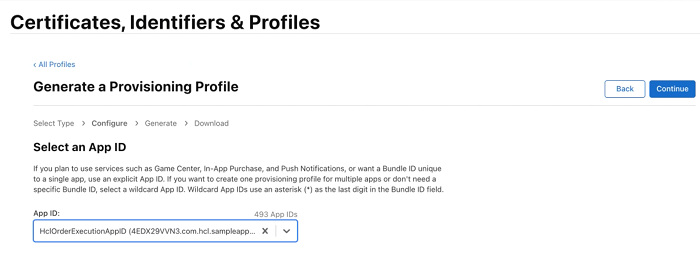 Certificates, Identifiers & Profiles
‹ All Profiles
Generate a Provisioning Profile
Back
Continue
Select Type > Configure > Generate > Download
Select an App ID
If you plan to use services such as Game Center, In-App Purchase, and Push Notifications, or want a Bundle ID unique
to a single app, use an explicit App ID. If you want to create one provisioning profile for multiple apps or don't need a
specific Bundle ID, select a wildcard App ID. Wildcard App IDs use an asterisk (*) as the last digit in the Bundle ID field.
App ID:
493 App IDs
HclOrderExecutionAppID (4EDX29VVN3.com.hcl.sampleapp...